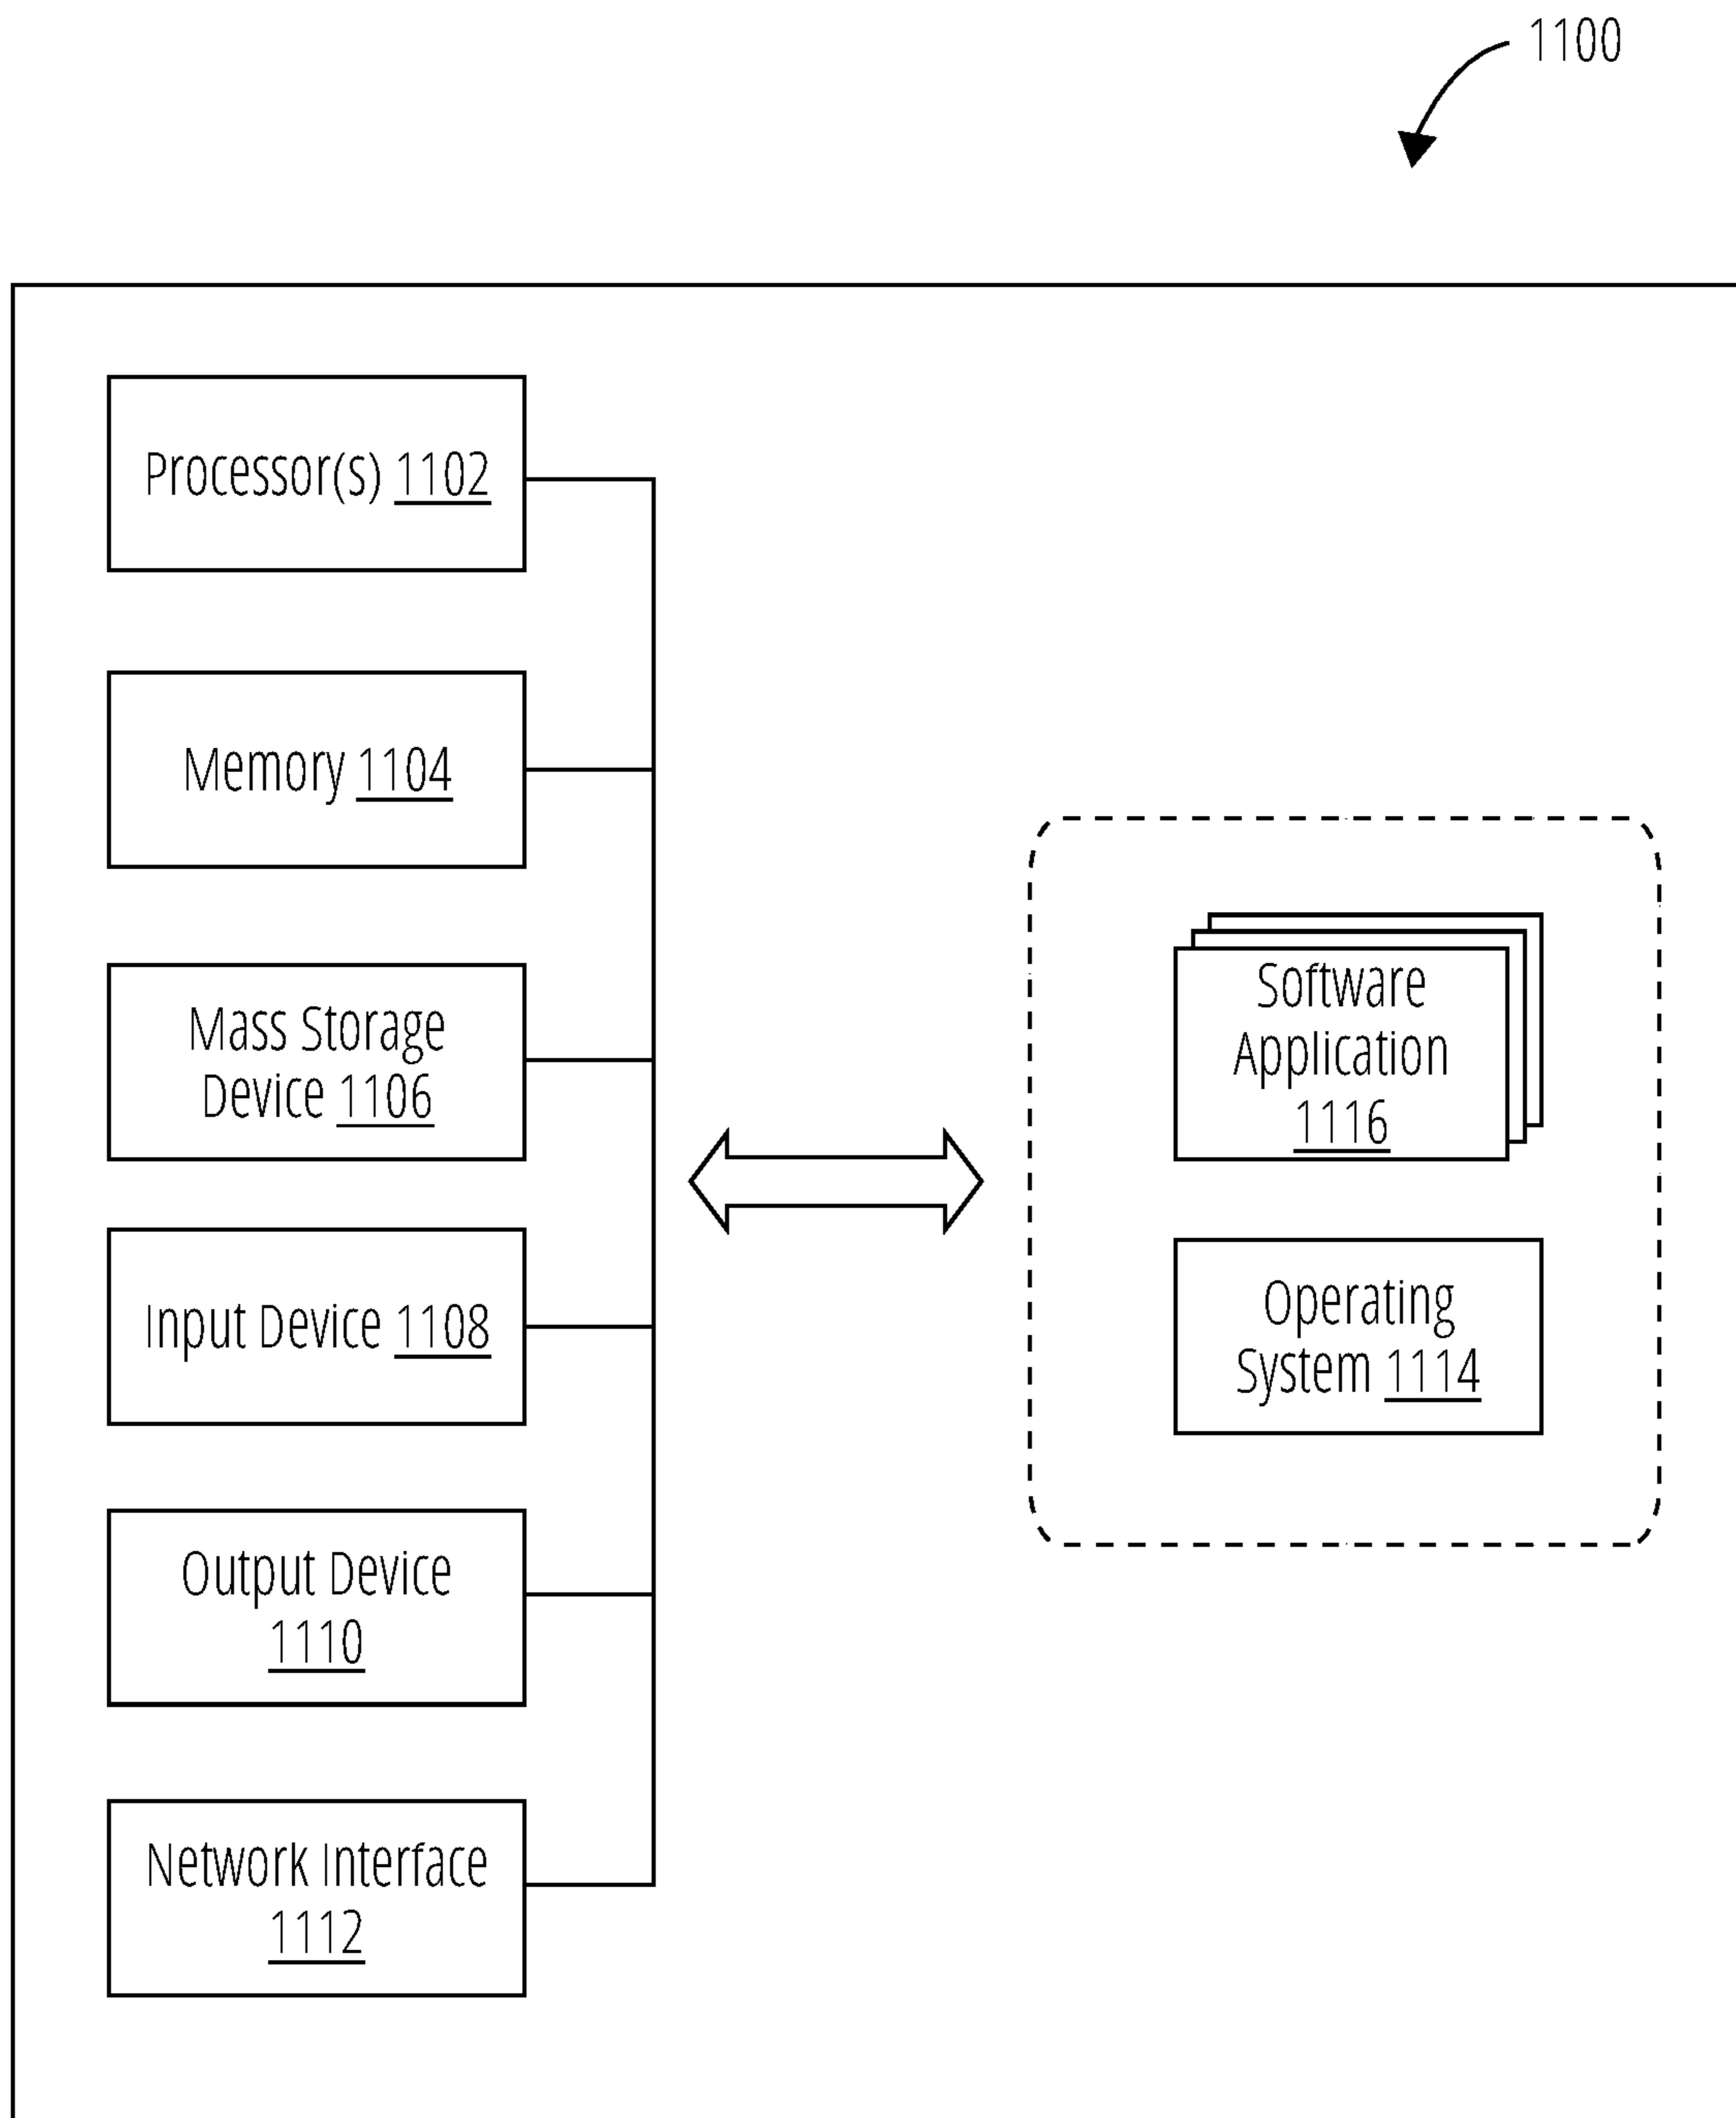 1100
Processor(s) 1102
Memory 1104
Mass Storage
Device 1106
Input Device 1108
Output Device
1110
Network Interface
1112
Software
Application
1116
Operating
System 1114